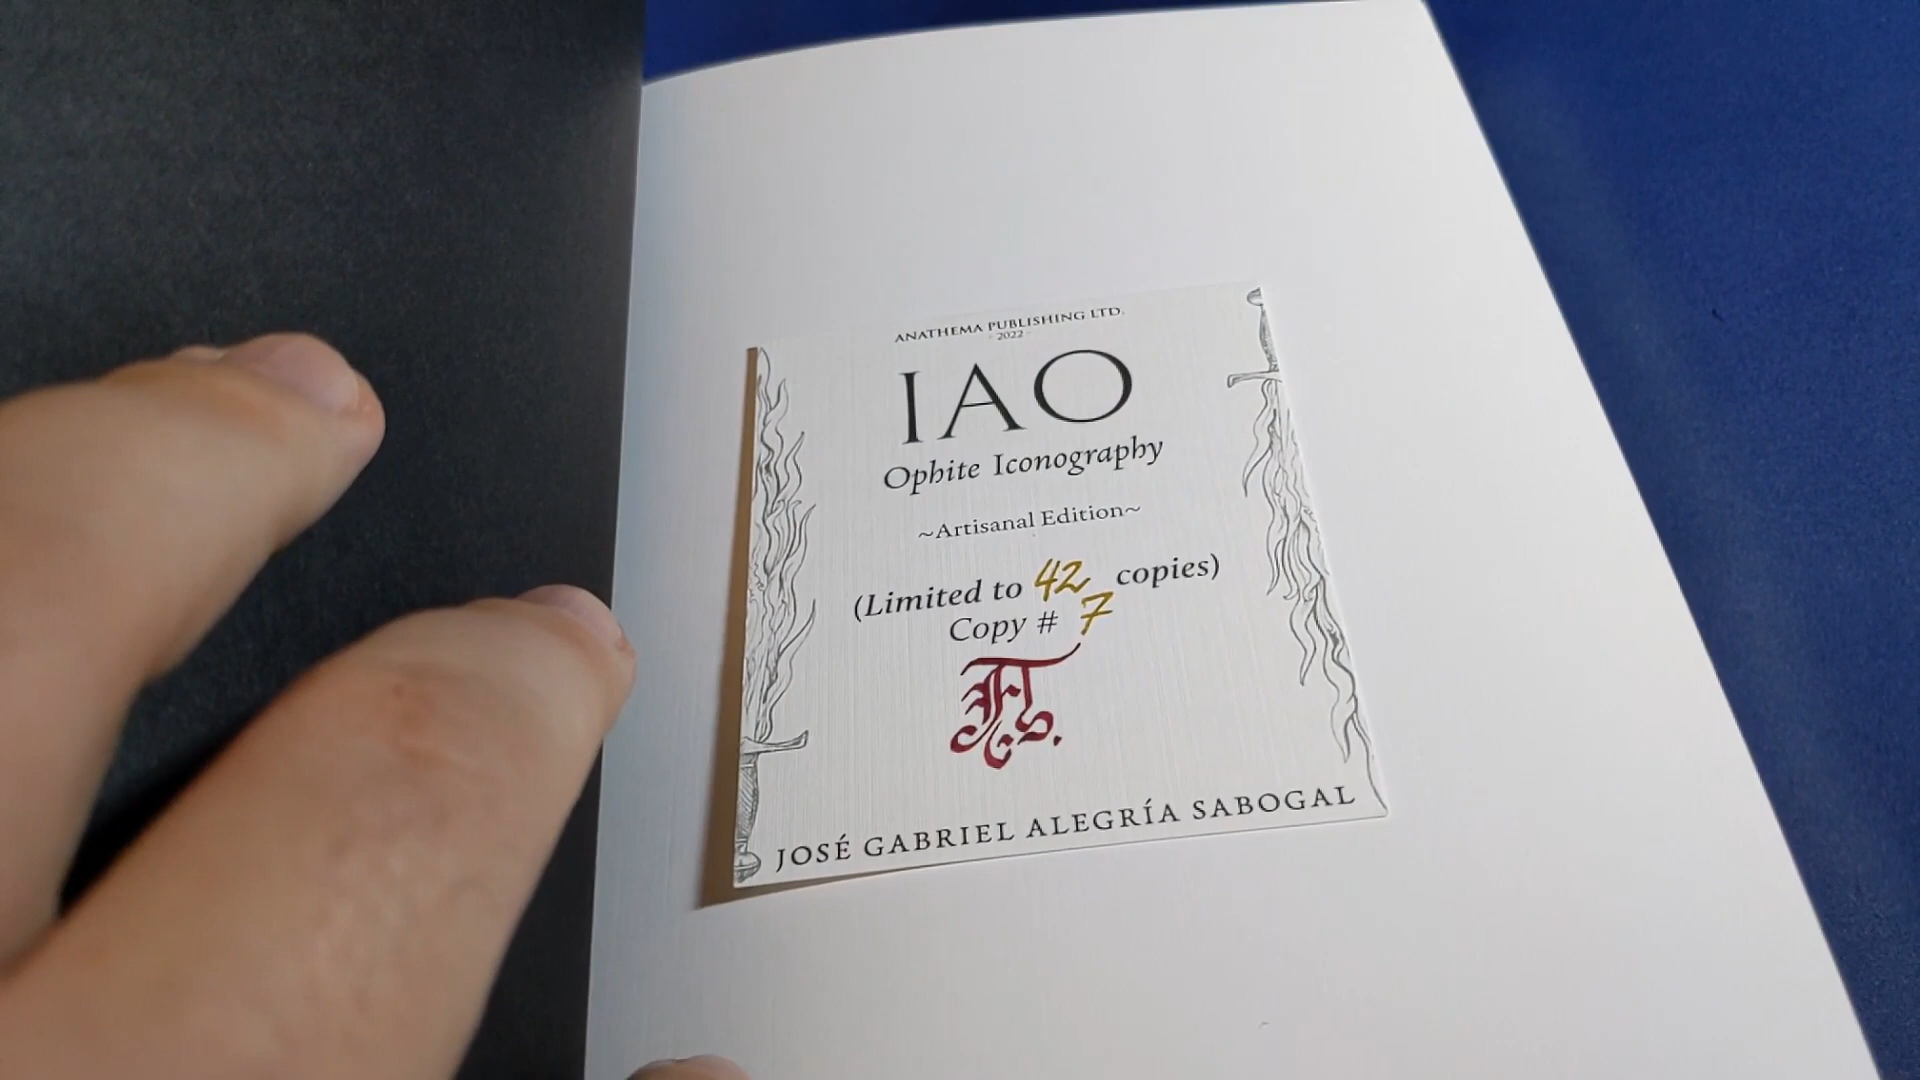 ANATHEMA PUBLISHING LTD.
- 2022 -
IAO
Ophite Iconography
~Artisanal Edition~
(Limited to 42 copies)
Copy # 7
JOSÉ GABRIEL ALEGRÍA SABOGAL